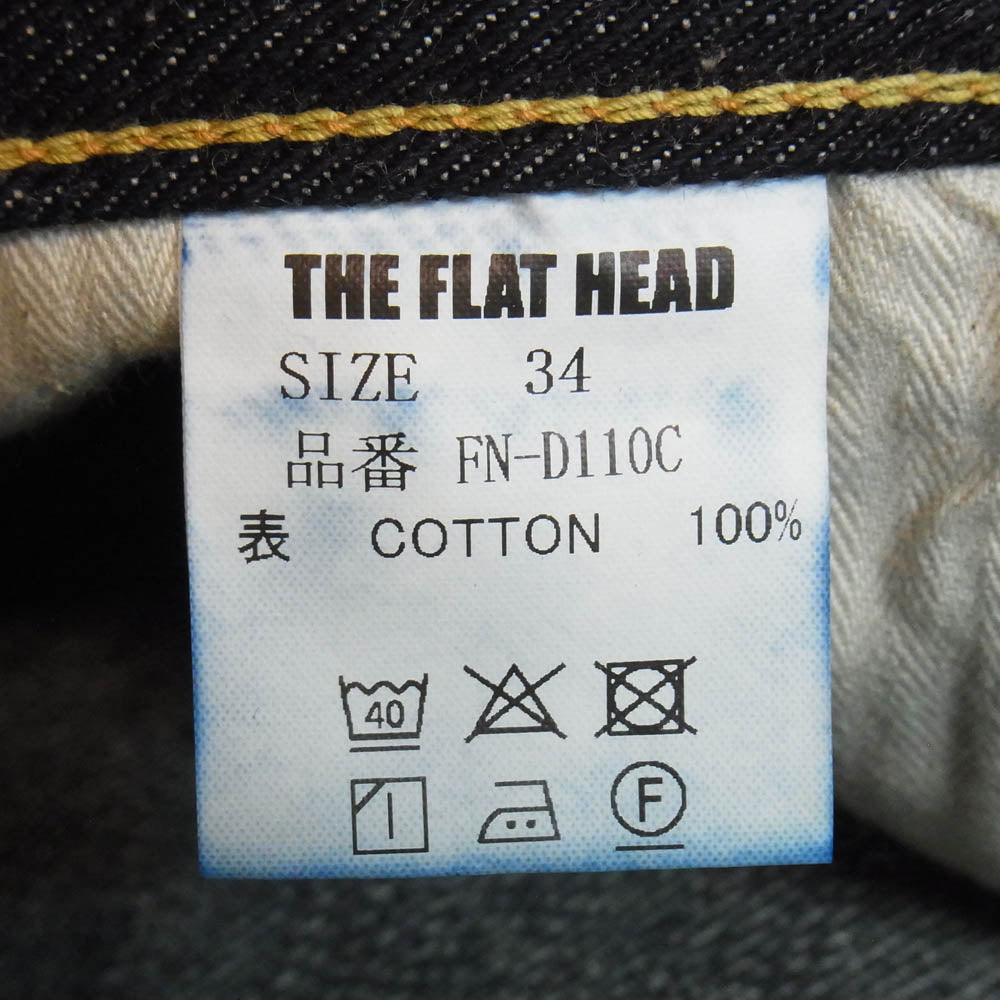 THE FLAT HEAD
SIZE 34
品番 FN-D110C
表 COTTON 100%
40
F